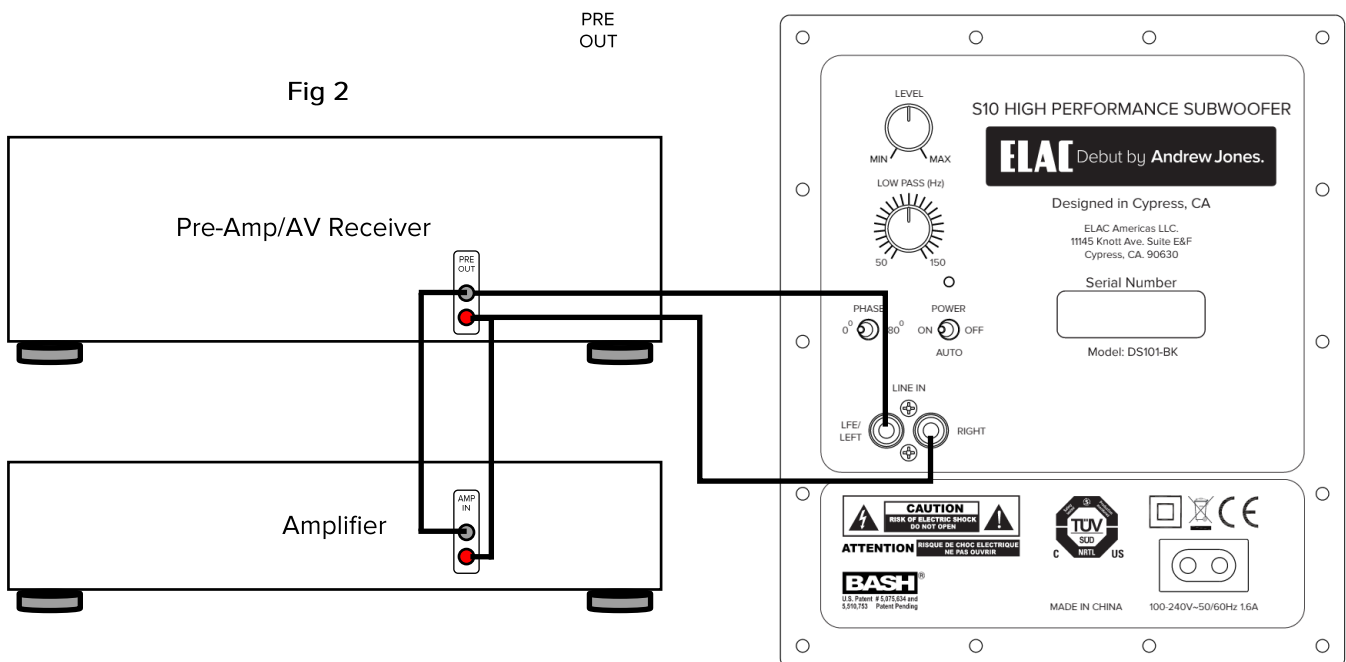 PRE
OUT
Fig 2
Pre-Amp/AV Receiver
PRE
OUT
Amplifier
AMP
IN
LEVEL
MIN
MAX
LOW PASS (Hz)
50
150
PHASE
0⁰
80⁰
POWER
ON
OFF
AUTO
LINE IN
LFE/
LEFT
RIGHT
S10 HIGH PERFORMANCE SUBWOOFER
ELAC Debut by Andrew Jones.
Designed in Cypress, CA
ELAC Americas LLC.
11145 Knott Ave. Suite E&F
Cypress, CA. 90630
Serial Number
Model: DS101-BK
CAUTION
RISK OF ELECTRIC SHOCK
DO NOT OPEN
ATTENTION
RISQUE DE CHOC ELECTRIQUE
NE PAS OUVRIR
BASH®
U.S. Patent # 5,075,634 and
5,510,753 Patent Pending
TÜV
SÜD
C NRTL US
CE
MADE IN CHINA
100-240V~50/60Hz 1.6A